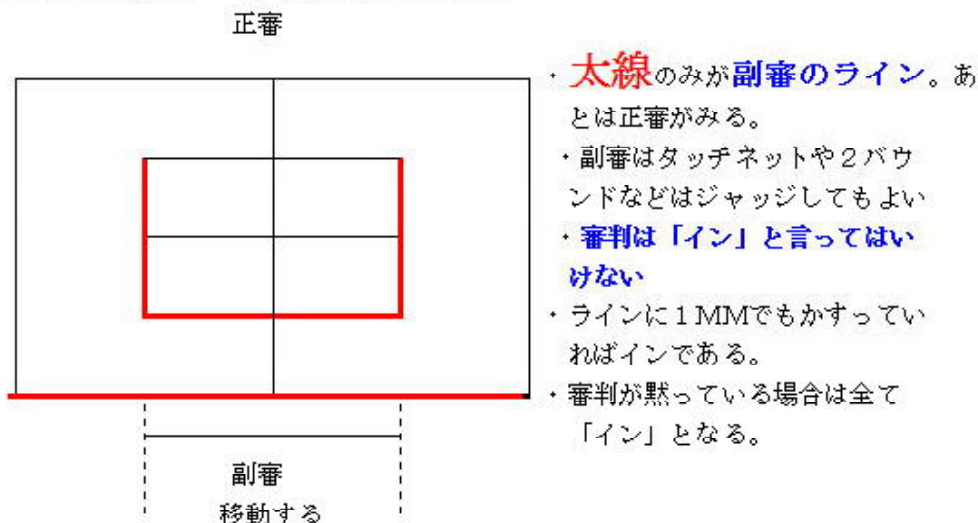 正審
・太線のみが副審のライン。あ
とは正審がみる。
・副審はタッチネットや２バウ
ンドなどはジャッジしてもよい
・審判は「イン」と言ってはい
けない
・ラインに１MMでもかすってい
ればインである。
・審判が黙っている場合は全て
「イン」となる。
副審
移動する